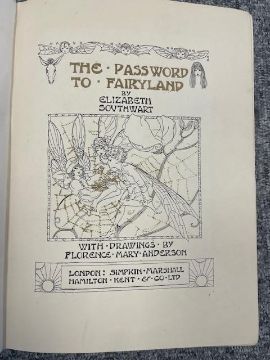 THE · PASSWORD
TO · FAIRYLAND
BY
ELIZABETH
SOUTHWART
WITH · DRAWINGS · BY
FLORENCE · MARY · ANDERSON
LONDON: SIMPKIN · MARSHALL
HAMILTON · KENT · & · CO · LTD